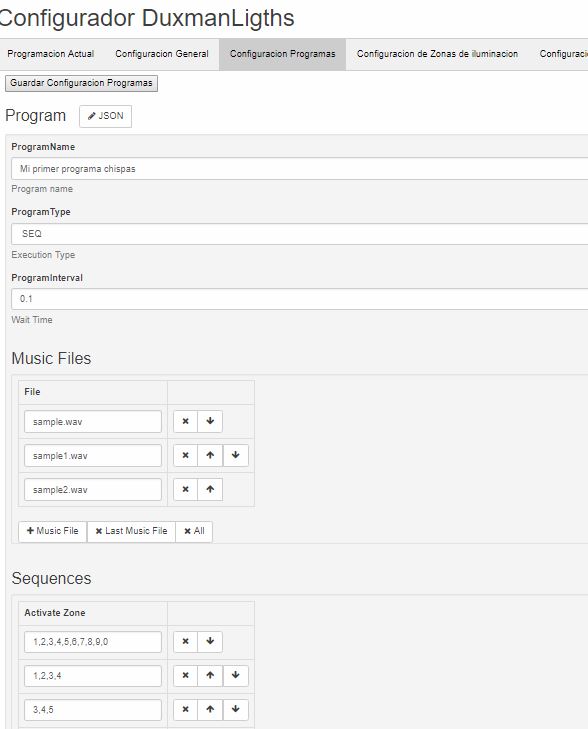 Configurador DuxmanLigths
Programacion Actual Configuracion General Configuracion Programas Configuracion de Zonas de iluminacion
Guardar Configuracion Programas
Program JSON
ProgramName
Mi primer programa chispas
Program name
ProgramType
SEQ
Execution Type
ProgramInterval
0.1
Wait Time
Music Files
File
sample.wav
sample1.wav
sample2.wav
Music File Last Music File All
Sequences
Activate Zone
1,2,3,4,5,6,7,8,9,0
1,2,3,4
3,4,5